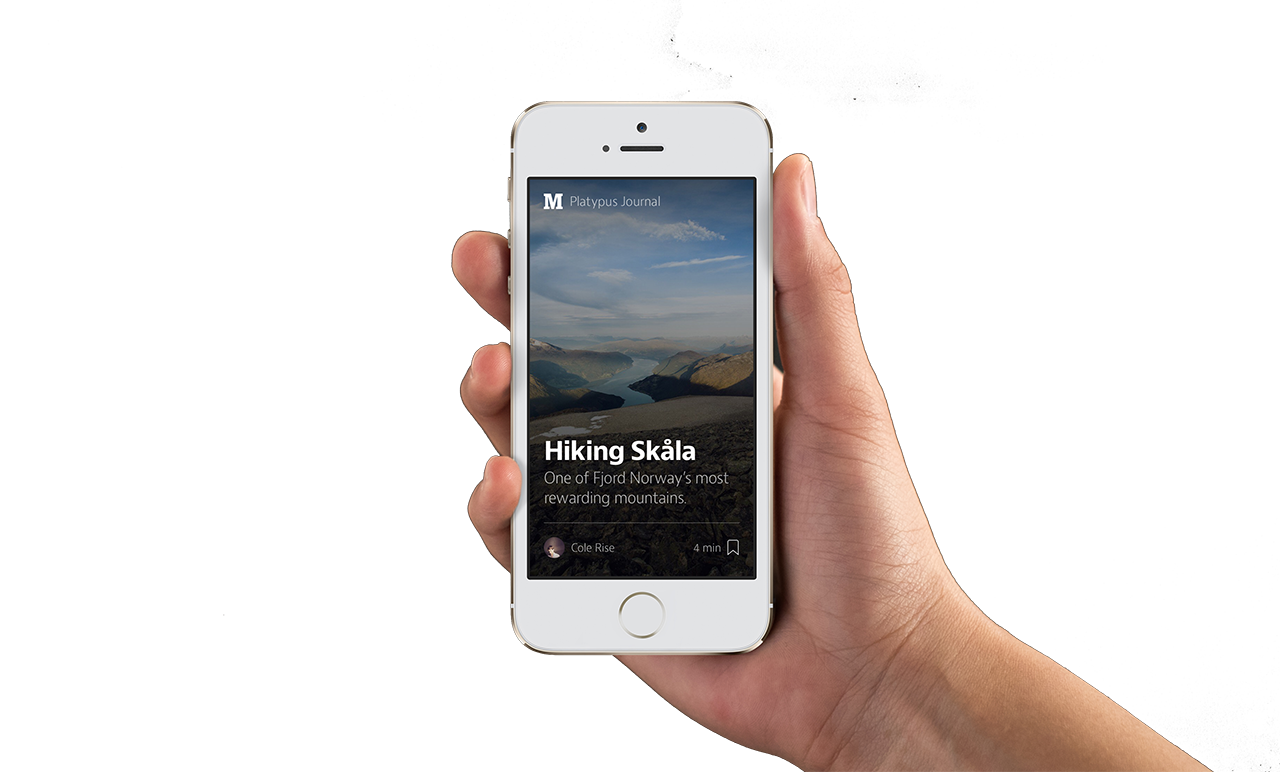 M Platypus Journal
Hiking Skåla
One of Fjord Norway's most
rewarding mountains.
Cole Rise 4 min